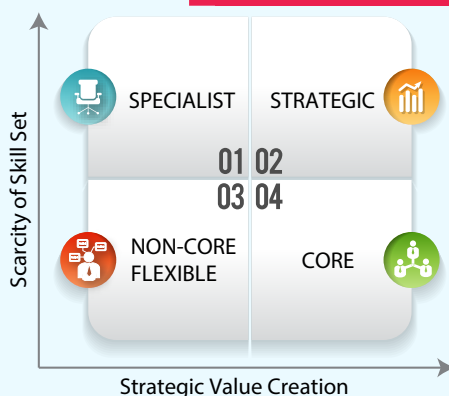 Scarcity of Skill Set
SPECIALIST
STRATEGIC
01 02
03 04
NON-CORE
FLEXIBLE
CORE
Strategic Value Creation